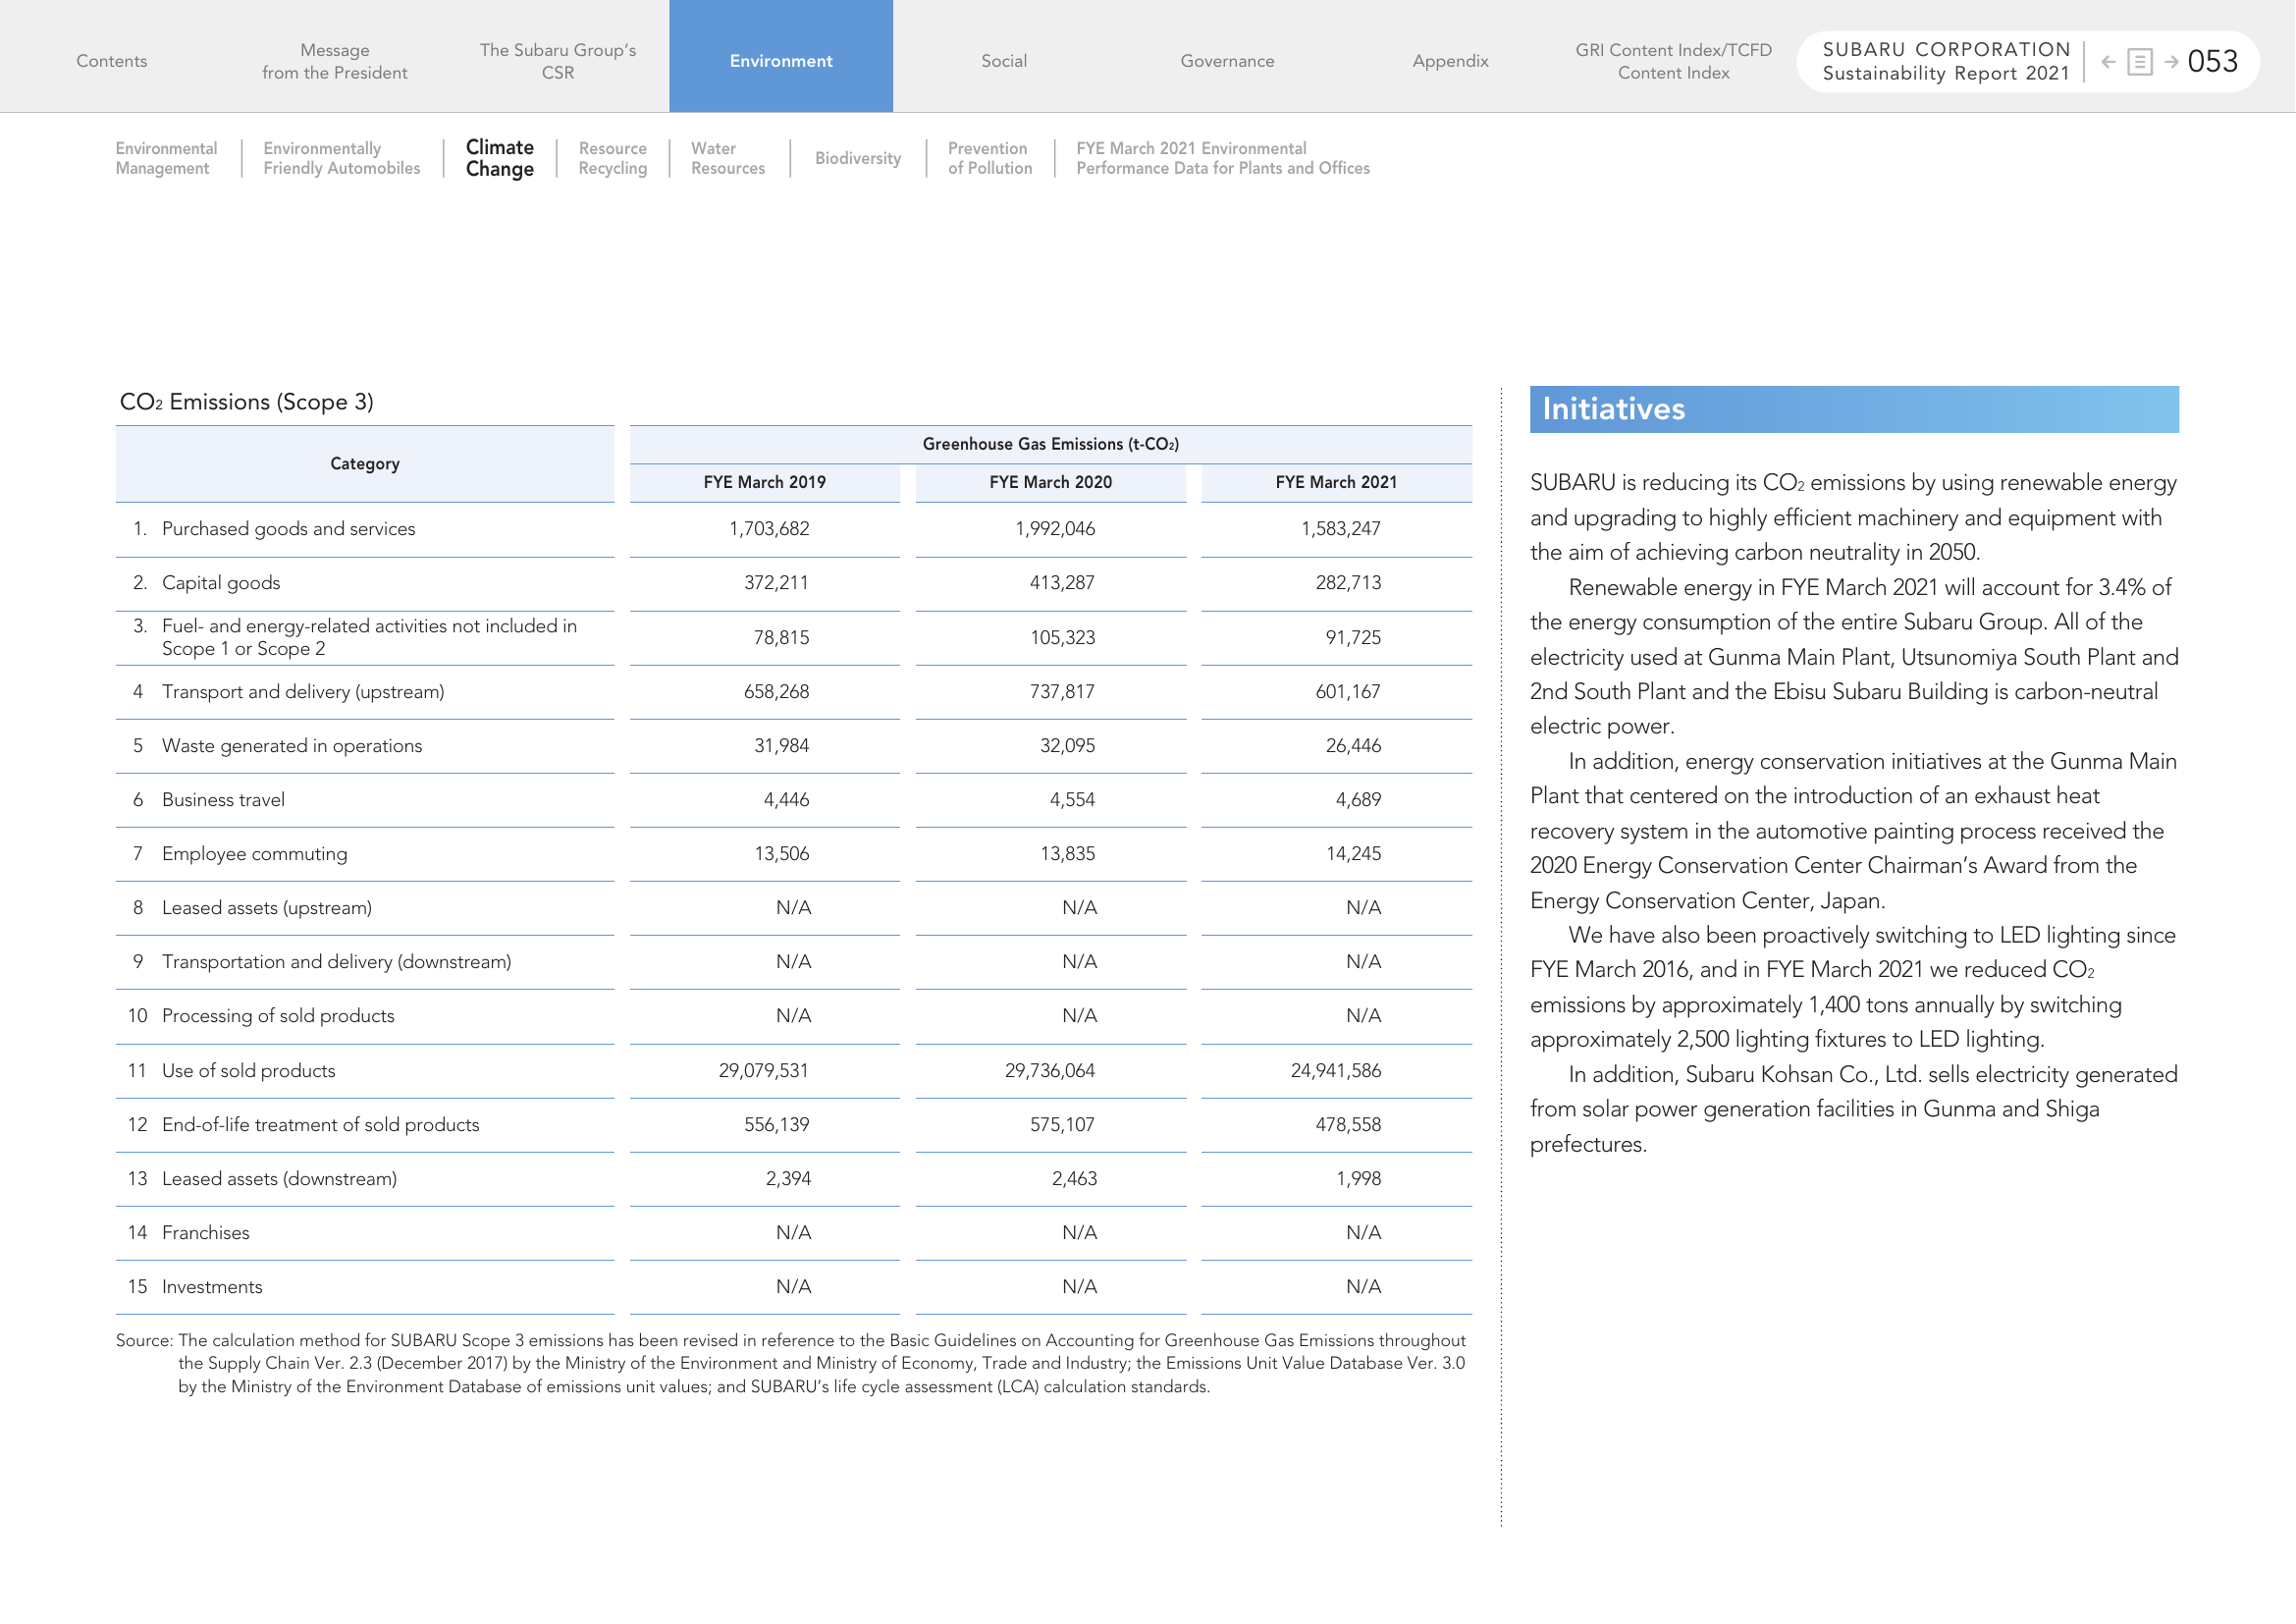 Contents
Message
from the President
The Subaru Group's
CSR
Environment
Social
Governance
Appendix
GRI Content Index/TCFD
Content Index
SUBARU CORPORATION
Sustainability Report 2021
053
Environmental
Management
Environmentally
Friendly Automobiles
Climate
Change
Resource
Recycling
Water
Resources
Biodiversity
Prevention
of Pollution
FYE March 2021 Environmental
Performance Data for Plants and Offices
CO₂ Emissions (Scope 3)
Category
Greenhouse Gas Emissions (t-CO₂)
FYE March 2019 FYE March 2020 FYE March 2021
1. Purchased goods and services 1,703,682 1,992,046 1,583,247
2. Capital goods 372,211 413,287 282,713
3. Fuel- and energy-related activities not included in
Scope 1 or Scope 2 78,815 105,323 91,725
4 Transport and delivery (upstream) 658,268 737,817 601,167
5 Waste generated in operations 31,984 32,095 26,446
6 Business travel 4,446 4,554 4,689
7 Employee commuting 13,506 13,835 14,245
8 Leased assets (upstream) N/A N/A N/A
9 Transportation and delivery (downstream) N/A N/A N/A
10 Processing of sold products N/A N/A N/A
11 Use of sold products 29,079,531 29,736,064 24,941,586
12 End-of-life treatment of sold products 556,139 575,107 478,558
13 Leased assets (downstream) 2,394 2,463 1,998
14 Franchises N/A N/A N/A
15 Investments N/A N/A N/A
Source: The calculation method for SUBARU Scope 3 emissions has been revised in reference to the Basic Guidelines on Accounting for Greenhouse Gas Emissions throughout
the Supply Chain Ver. 2.3 (December 2017) by the Ministry of the Environment and Ministry of Economy, Trade and Industry; the Emissions Unit Value Database Ver. 3.0
by the Ministry of the Environment Database of emissions unit values; and SUBARU's life cycle assessment (LCA) calculation standards.
Initiatives
SUBARU is reducing its CO₂ emissions by using renewable energy
and upgrading to highly efficient machinery and equipment with
the aim of achieving carbon neutrality in 2050.
Renewable energy in FYE March 2021 will account for 3.4% of
the energy consumption of the entire Subaru Group. All of the
electricity used at Gunma Main Plant, Utsunomiya South Plant and
2nd South Plant and the Ebisu Subaru Building is carbon-neutral
electric power.
In addition, energy conservation initiatives at the Gunma Main
Plant that centered on the introduction of an exhaust heat
recovery system in the automotive painting process received the
2020 Energy Conservation Center Chairman's Award from the
Energy Conservation Center, Japan.
We have also been proactively switching to LED lighting since
FYE March 2016, and in FYE March 2021 we reduced CO₂
emissions by approximately 1,400 tons annually by switching
approximately 2,500 lighting fixtures to LED lighting.
In addition, Subaru Kohsan Co., Ltd. sells electricity generated
from solar power generation facilities in Gunma and Shiga
prefectures.